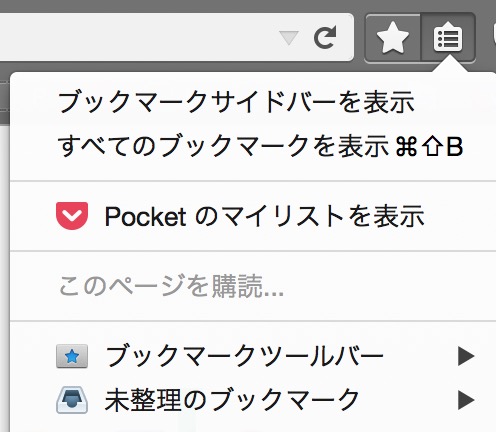 ブックマークサイドバーを表示
すべてのブックマークを表示 ⌘⇧B
Pocket のマイリストを表示
このページを購読...
ブックマークツールバー
未整理のブックマーク